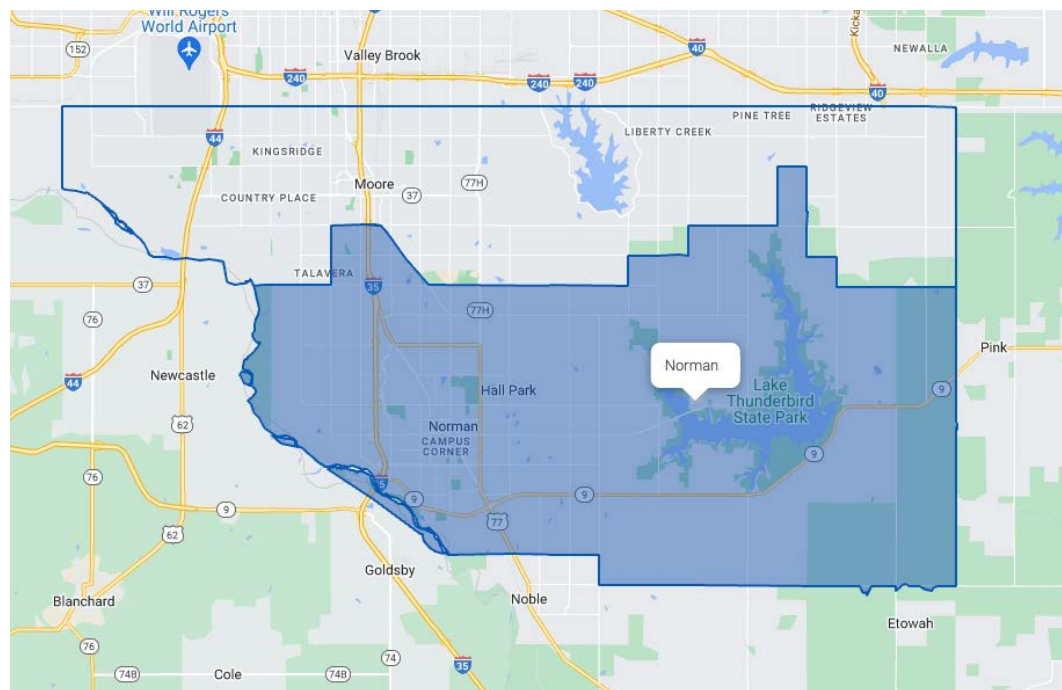 Will Rogers
World Airport
152
Valley Brook
240
240
240
40
Kicka
NEWALLA
40
PINE TREE
RIDGEVIEW
ESTATES
LIBERTY CREEK
44
KINGSRIDGE
Moore
77H
37
COUNTRY PLACE
TALAVERA
37
35
77H
76
Newcastle
44
62
Norman
Pink
9
Hall Park
Lake
Thunderbird
State Park
Norman
CAMPUS
CORNER
9
76
35
9
9
9
77
62
Goldsby
Blanchard
Noble
Etowah
76
74
35
74B
Cole
74B